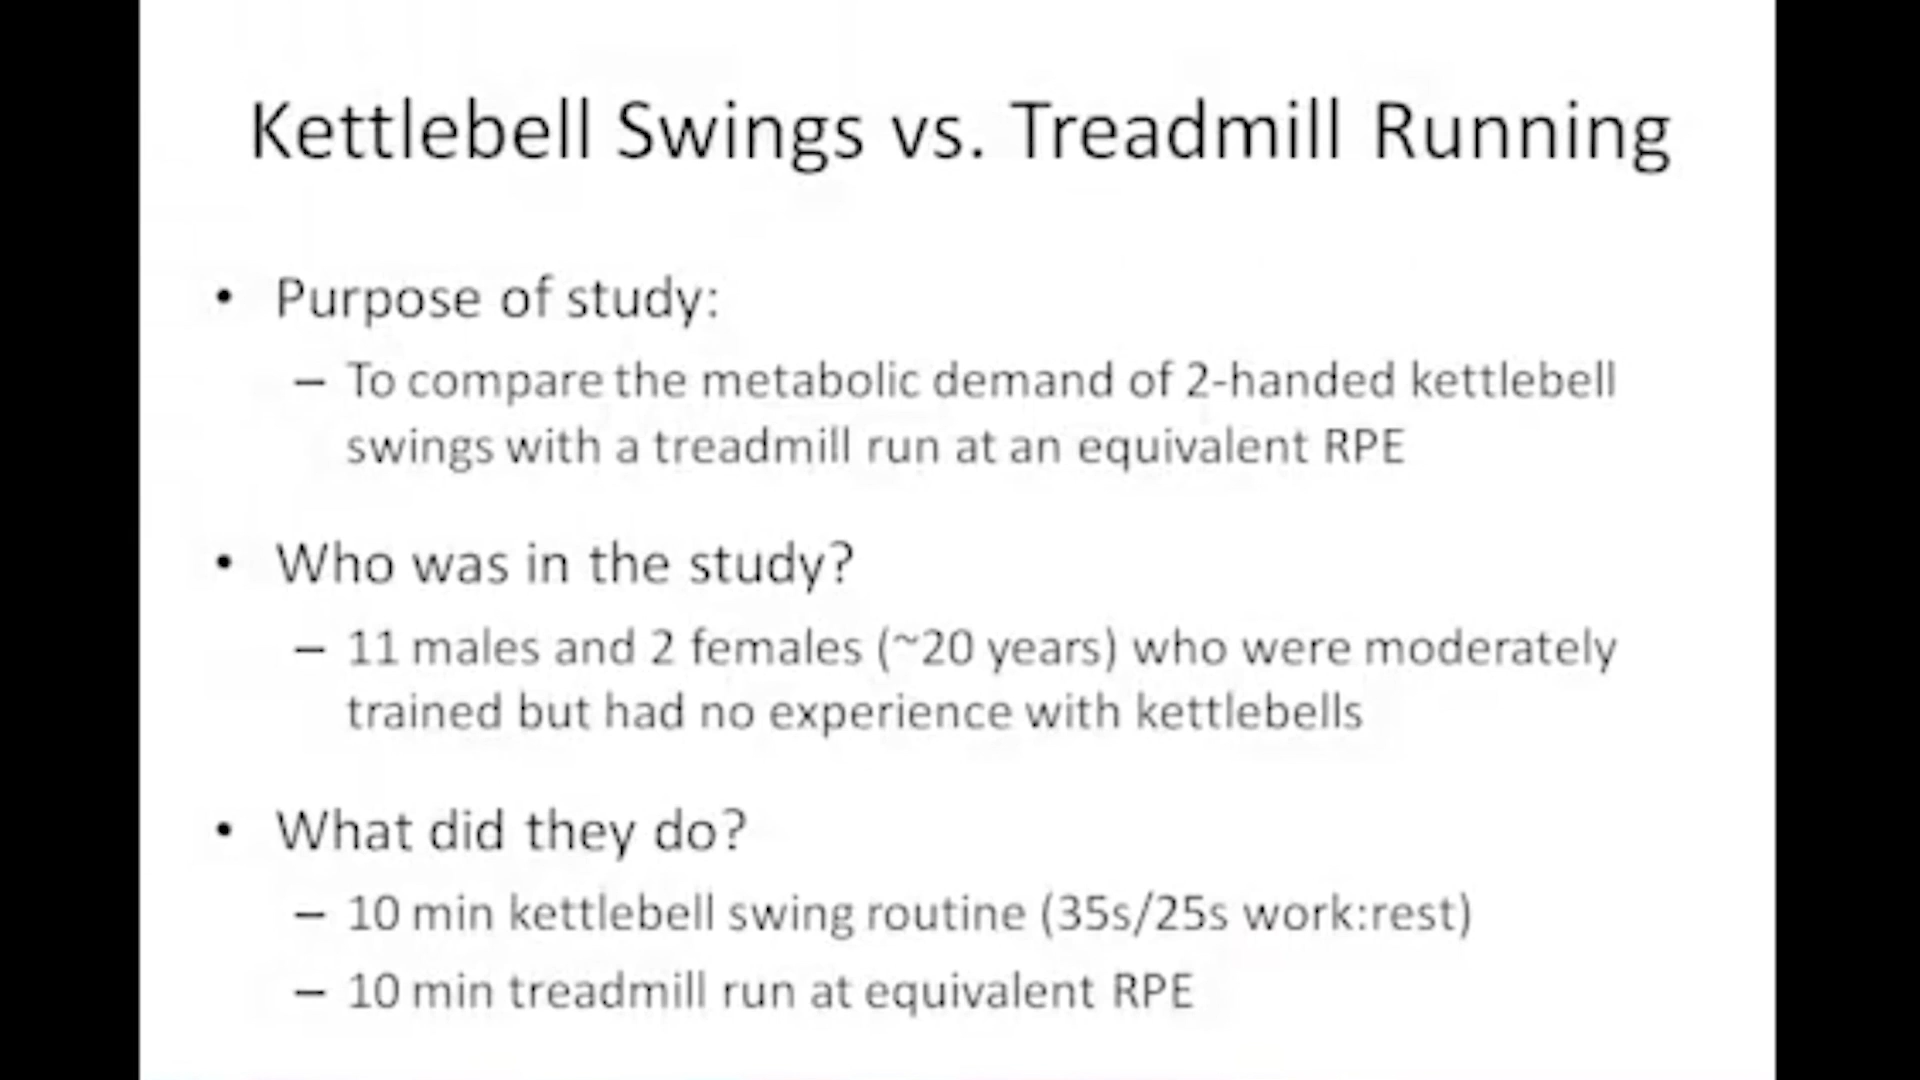 Kettlebell Swings vs. Treadmill Running
• Purpose of study:
– To compare the metabolic demand of 2-handed kettlebell
swings with a treadmill run at an equivalent RPE
• Who was in the study?
– 11 males and 2 females (~20 years) who were moderately
trained but had no experience with kettlebells
• What did they do?
– 10 min kettlebell swing routine (35s/25s work:rest)
– 10 min treadmill run at equivalent RPE